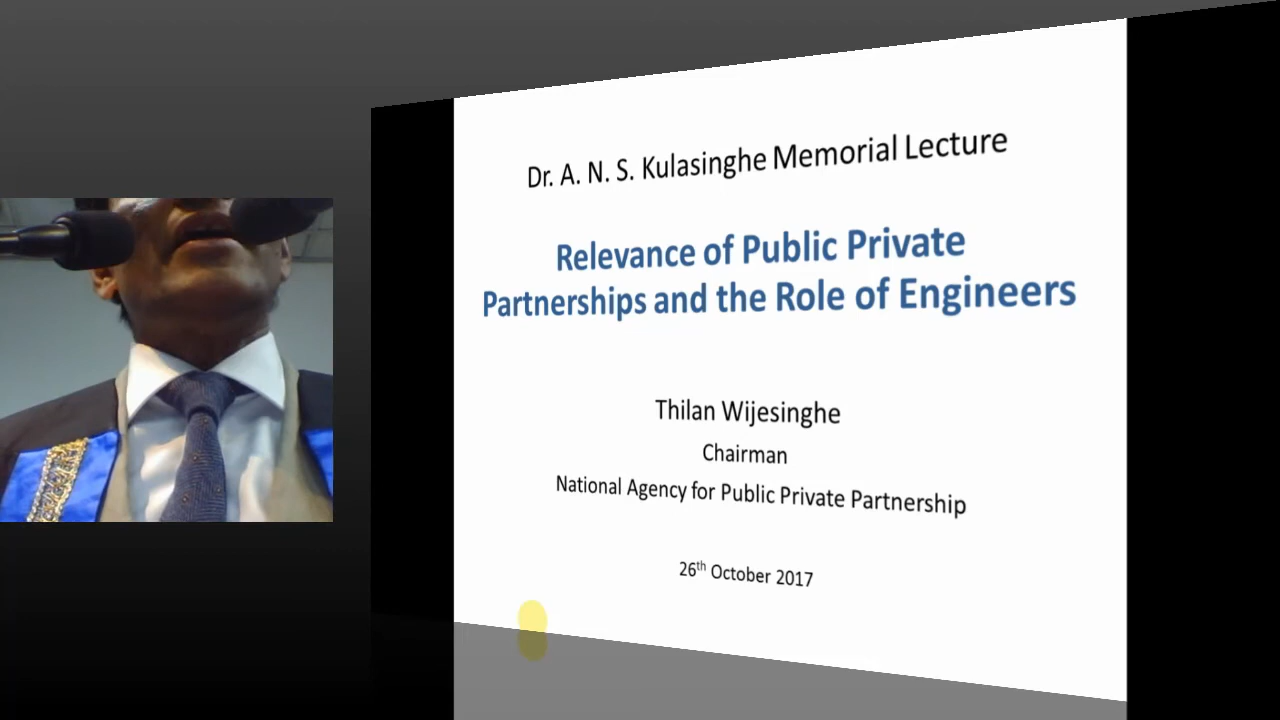 Dr. A. N. S. Kulasinghe Memorial Lecture
Relevance of Public Private
Partnerships and the Role of Engineers
Thilan Wijesinghe
Chairman
National Agency for Public Private Partnership
26th October 2017